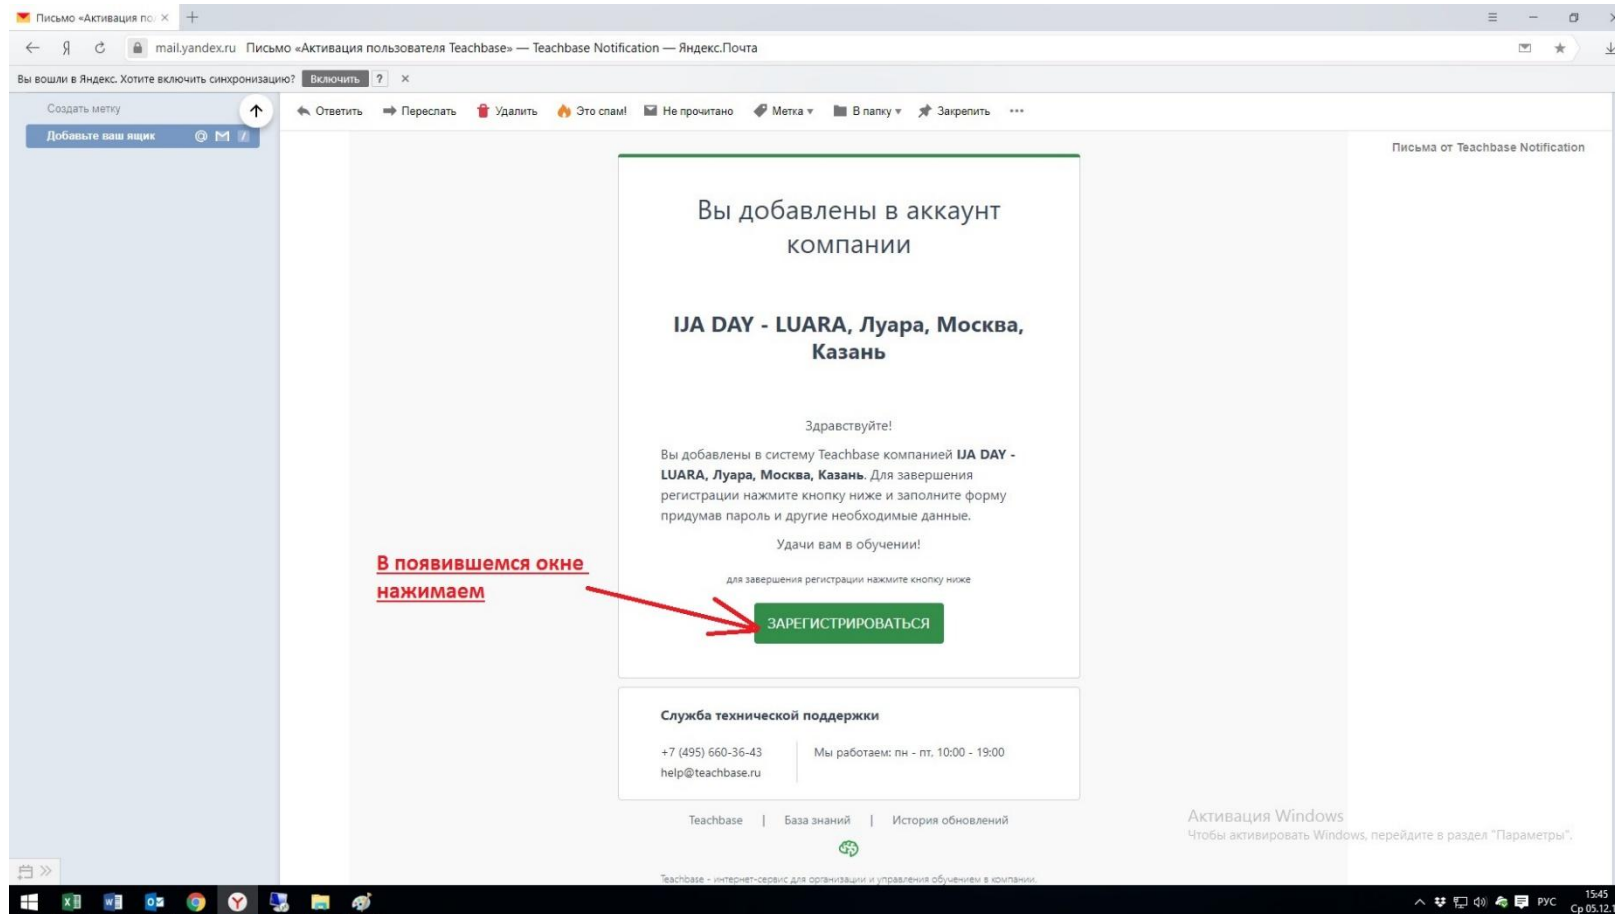 Письмо «Активация по
mail.yandex.ru Письмо «Активация пользователя Teachbase» — Teachbase Notification — Яндекс.Почта
Вы вошли в Яндекс. Хотите включить синхронизацию? Включить ?
Создать метку
Ответить Переслать Удалить Это спам! Не прочитано Метка В папку Закрепить ...
Добавьте ваш ящик
Письма от Teachbase Notification
Вы добавлены в аккаунт
компании
IJA DAY - LUARA, Луара, Москва,
Казань
Здравствуйте!
Вы добавлены в систему Teachbase компанией IJA DAY -
LUARA, Луара, Москва, Казань. Для завершения
регистрации нажмите кнопку ниже и заполните форму
придумав пароль и другие необходимые данные.
Удачи вам в обучении!
В появившемся окне
нажимаем
для завершения регистрации нажмите кнопку ниже
ЗАРЕГИСТРИРОВАТЬСЯ
Служба технической поддержки
+7 (495) 660-36-43 Мы работаем: пн - пт, 10:00 - 19:00
help@teachbase.ru
Teachbase | База знаний | История обновлений
Активация Windows
Чтобы активировать Windows, перейдите в раздел "Параметры".
Teachbase - интернет-сервис для организации и управления обучением в компании.
РУС
15:45
Ср 05.12.1